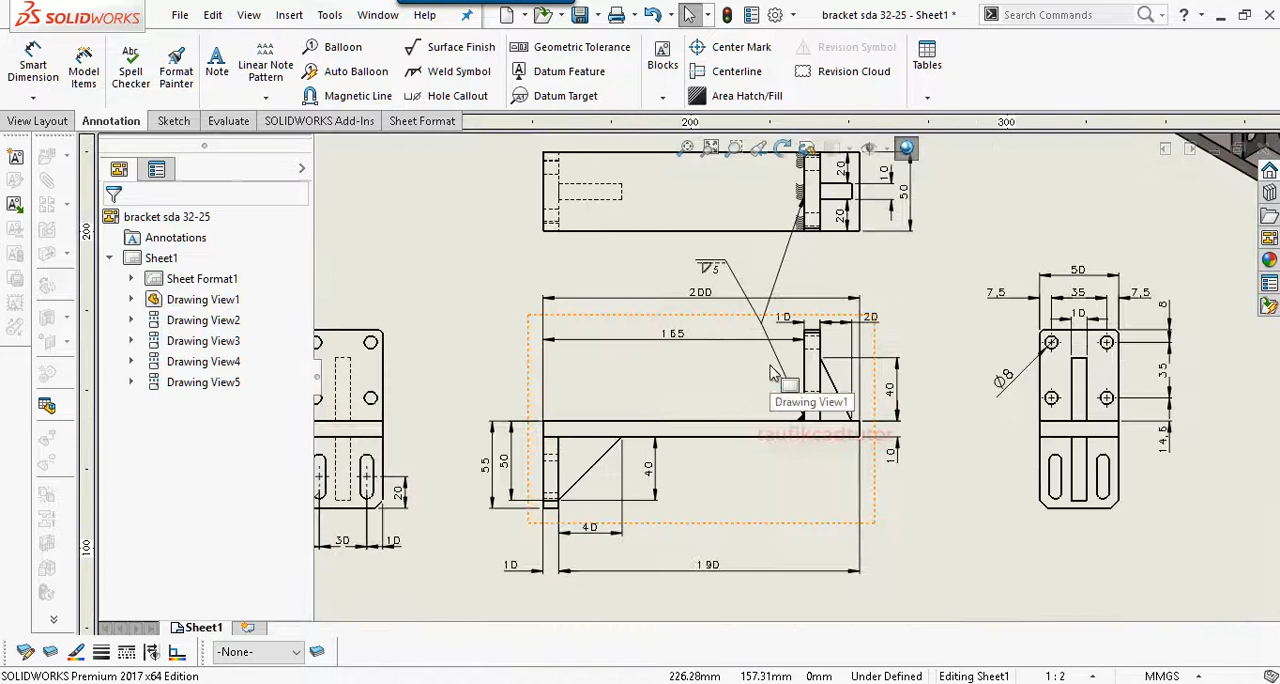 SOLIDWORKS
File Edit View Insert Tools Window Help
bracket sda 32-25 - Sheet1 *
Search Commands
?
Smart Dimension
Model Items
Spell Checker
Format Painter
Note
Linear Note Pattern
Balloon
Auto Balloon
Magnetic Line
Surface Finish
Weld Symbol
Hole Callout
Geometric Tolerance
Datum Feature
Datum Target
Blocks
Center Mark
Centerline
Area Hatch/Fill
Revision Symbol
Revision Cloud
Tables
View Layout Annotation Sketch Evaluate SOLIDWORKS Add-Ins Sheet Format
200 300
200
100
bracket sda 32-25
Annotations
Sheet1
Sheet Format1
Drawing View1
Drawing View2
Drawing View3
Drawing View4
Drawing View5
20
10
50
20
5
200
165
10
20
40
10
55
50
40
40
10
190
30
10
20
50
7,5
35
7,5
10
8
Ø8
35
14,5
Drawing View1
taufikcadtutor
Sheet1
-None-
SOLIDWORKS Premium 2017 x64 Edition
226.28mm 157.31mm 0mm Under Defined Editing Sheet1 1 : 2 MMGS